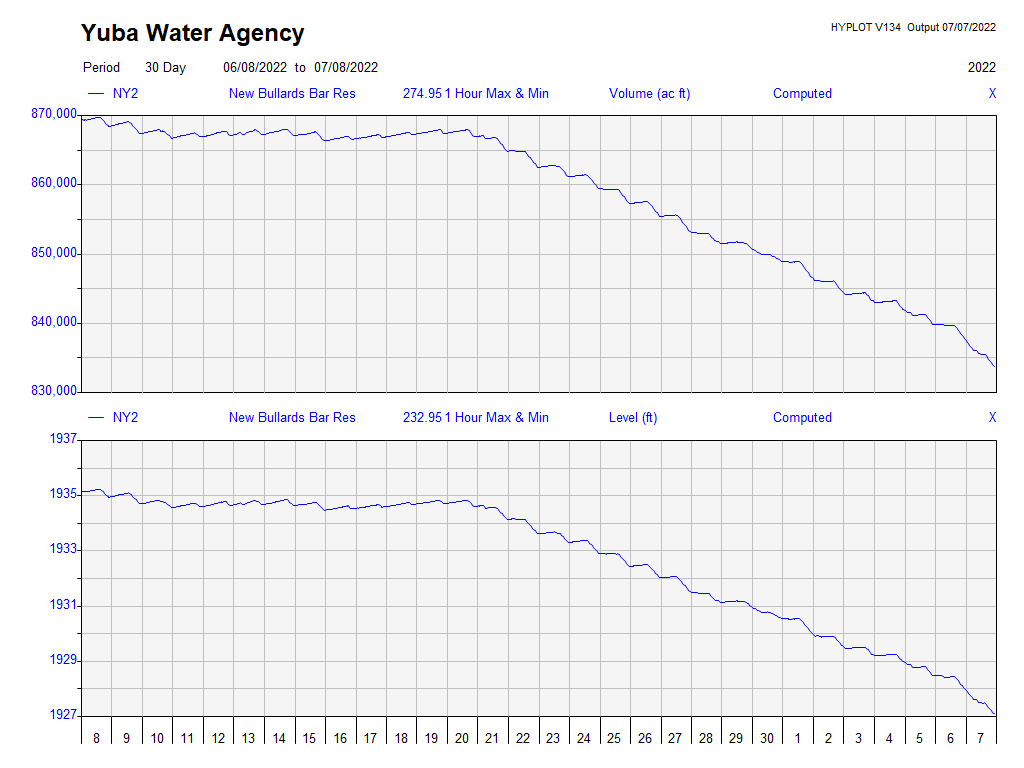 Yuba Water Agency
HYPLOT V134 Output 07/07/2022
Period 30 Day 06/08/2022 to 07/08/2022 2022
NY2 New Bullards Bar Res 274.95 1 Hour Max & Min Volume (ac ft) Computed X
870,000
860,000
850,000
840,000
830,000
NY2 New Bullards Bar Res 232.95 1 Hour Max & Min Level (ft) Computed X
1937
1935
1933
1931
1929
1927
8 9 10 11 12 13 14 15 16 17 18 19 20 21 22 23 24 25 26 27 28 29 30 1 2 3 4 5 6 7